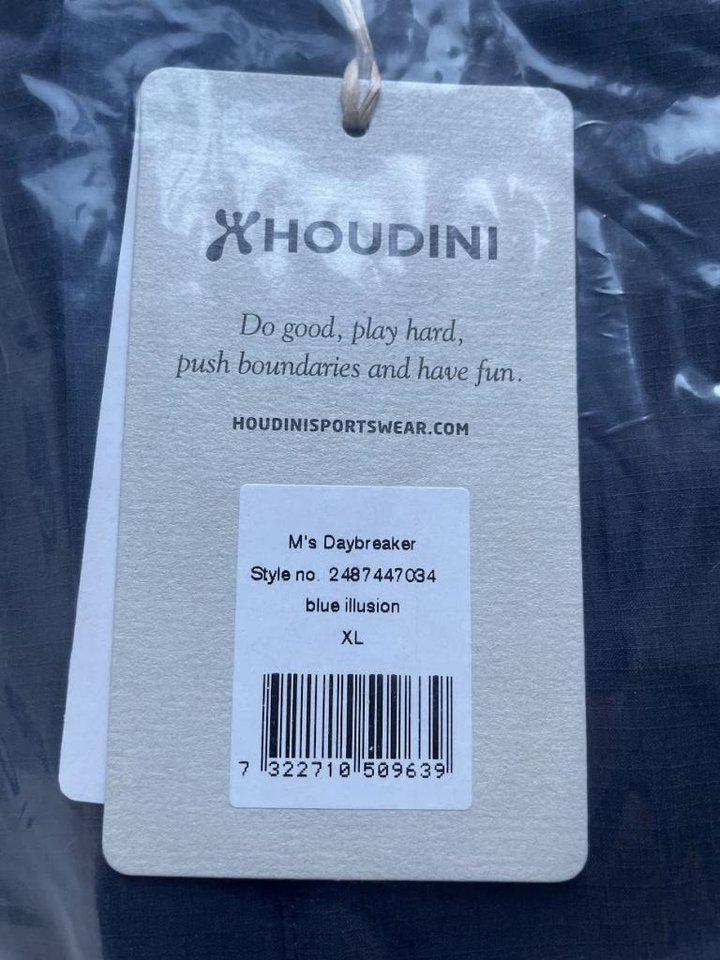 HOUDINI
Do good, play hard,
push boundaries and have fun.
HOUDINISPORTSWEAR.COM
M's Daybreaker
Style no. 2487447034
blue illusion
XL
7 322710 509639